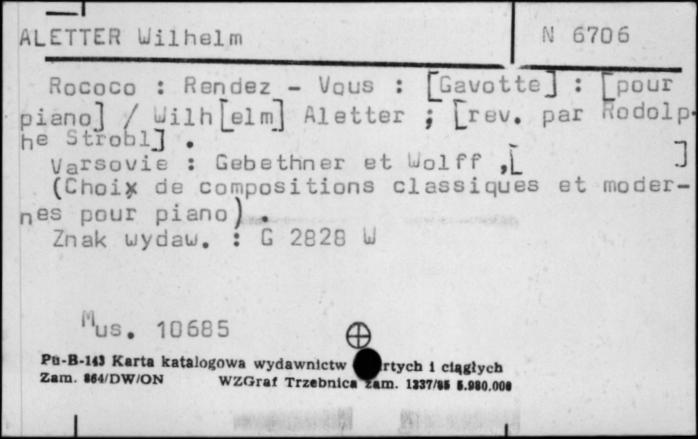 ALETTER Wilhelm N 6706
Rococo : Rendez - Vous : [Gavotte] : [pour
piano] / Wilh[elm] Aletter ; [rev. par Rodolp-
he Strobl] .
Varsovie : Gebethner et Wolff ,[ ]
(Choix de compositions classiques et moder-
nes pour piano) .
Znak wydaw. : G 2828 W
Mus. 10685
Pu-B-143 Karta katalogowa wydawnictw rtych i ciągłych
Zam. 864/DW/ON WZGraf Trzebnica zam. 1337/85 5.980.000